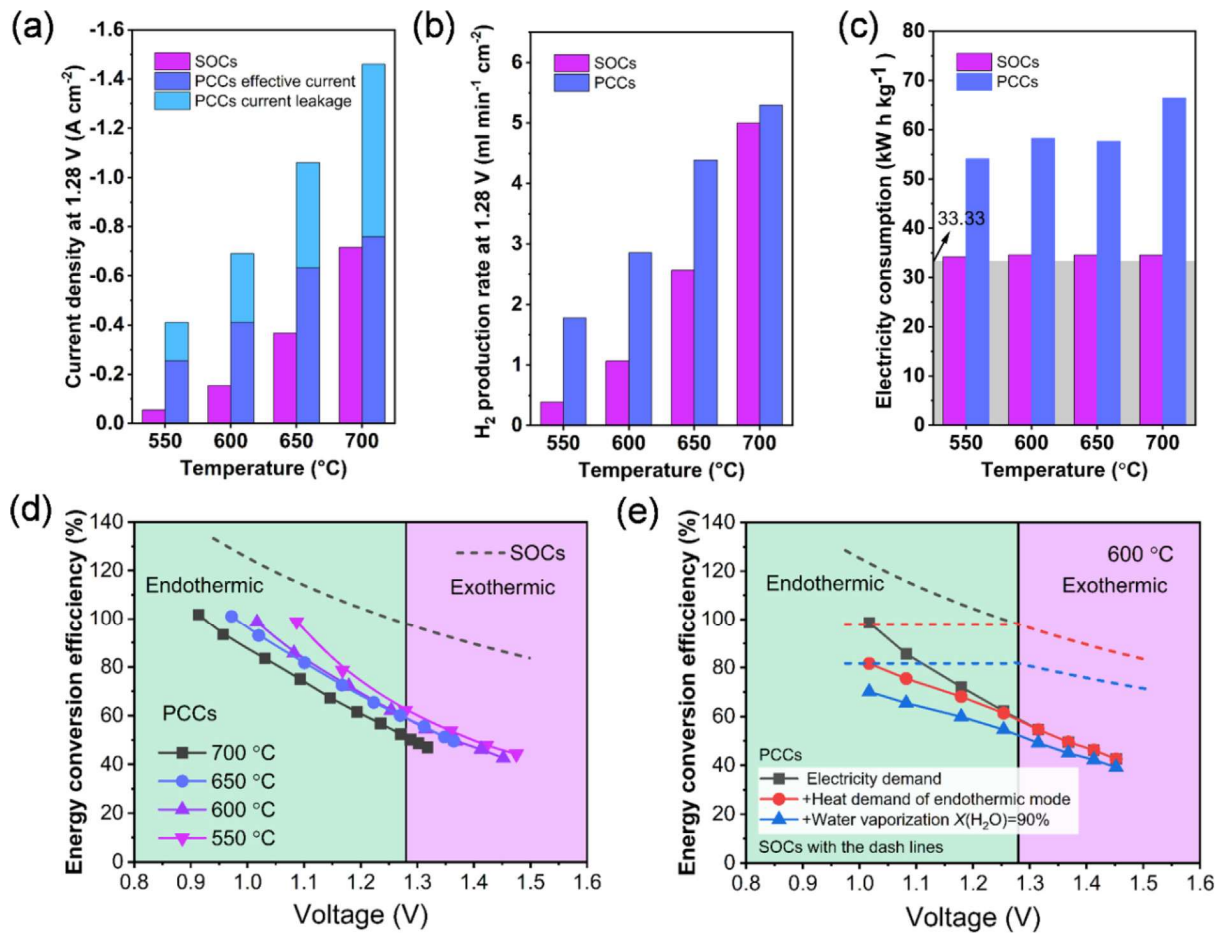 (a)
-1.6
-1.4
-1.2
-1.0
-0.8
-0.6
-0.4
-0.2
0.0
Current density at 1.28 V (A cm-2)
SOCs
PCCs effective current
PCCs current leakage
550 600 650 700
Temperature (°C)
(b)
6
5
4
3
2
1
0
H2 production rate at 1.28 V (ml min-1 cm-2)
SOCs
PCCs
550 600 650 700
Temperature (°C)
(c)
80
70
60
50
40
30
20
10
0
Electricity consumption (kW h kg-1)
SOCs
PCCs
33.33
550 600 650 700
Temperature (°C)
(d)
140
120
100
80
60
40
20
0
Energy conversion efficciency (%)
SOCs
Endothermic
Exothermic
PCCs
700 °C
650 °C
600 °C
550 °C
0.8 0.9 1.0 1.1 1.2 1.3 1.4 1.5 1.6
Voltage (V)
(e)
140
120
100
80
60
40
20
0
Energy conversion efficciency (%)
600 °C
Endothermic
Exothermic
PCCs
Electricity demand
+Heat demand of endothermic mode
+Water vaporization X(H2O)=90%
SOCs with the dash lines
0.8 0.9 1.0 1.1 1.2 1.3 1.4 1.5 1.6
Voltage (V)